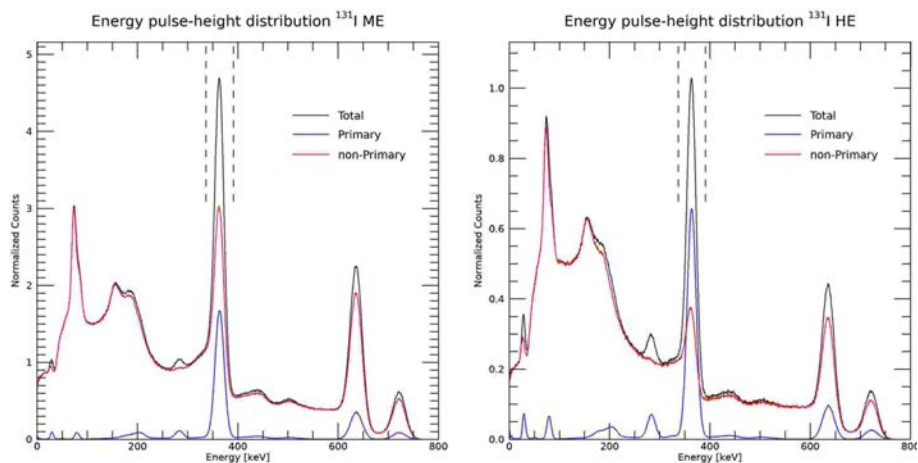 Energy pulse-height distribution ¹³¹I ME
5
4
3
2
1
0
Normalized Counts
Total
Primary
non-Primary
0
200
400
600
800
Energy [keV]
Energy pulse-height distribution ¹³¹I HE
1.0
0.8
0.6
0.4
0.2
0.0
Normalized Counts
Total
Primary
non-Primary
0
200
400
600
800
Energy [keV]